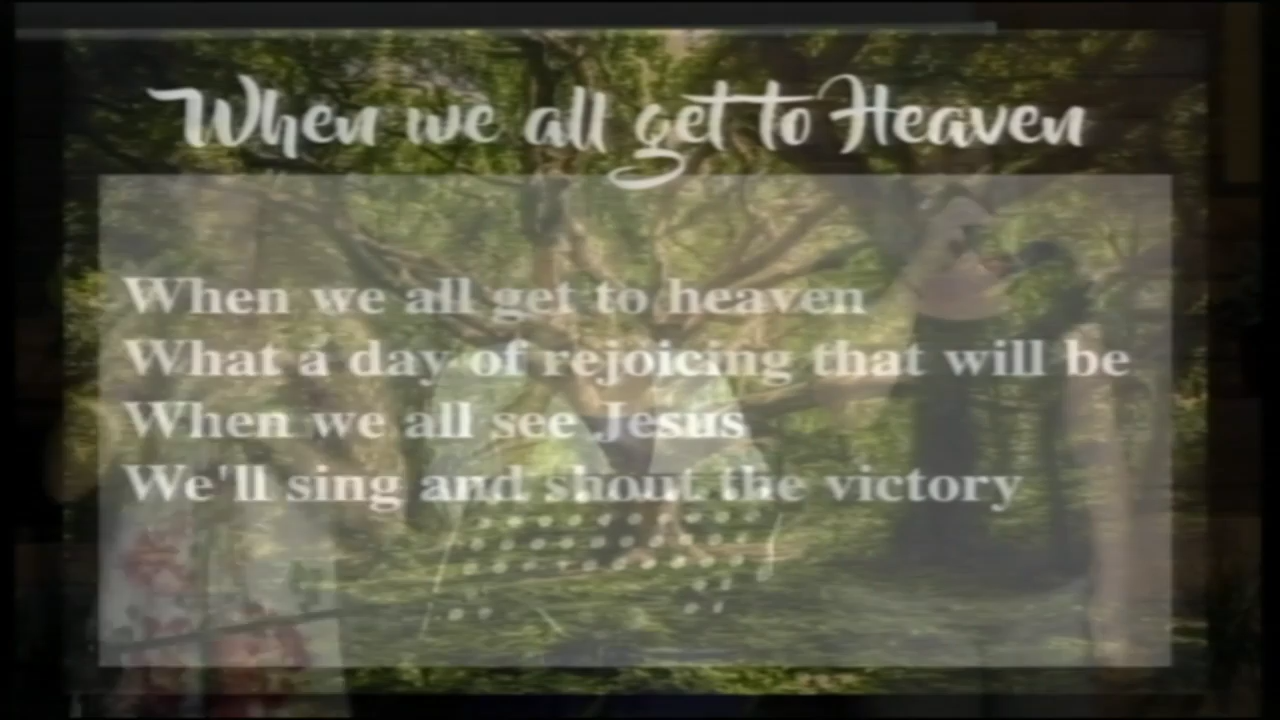 When we all get to Heaven
When we all get to heaven
What a day of rejoicing that will be
When we all see Jesus
We'll sing and shout the victory